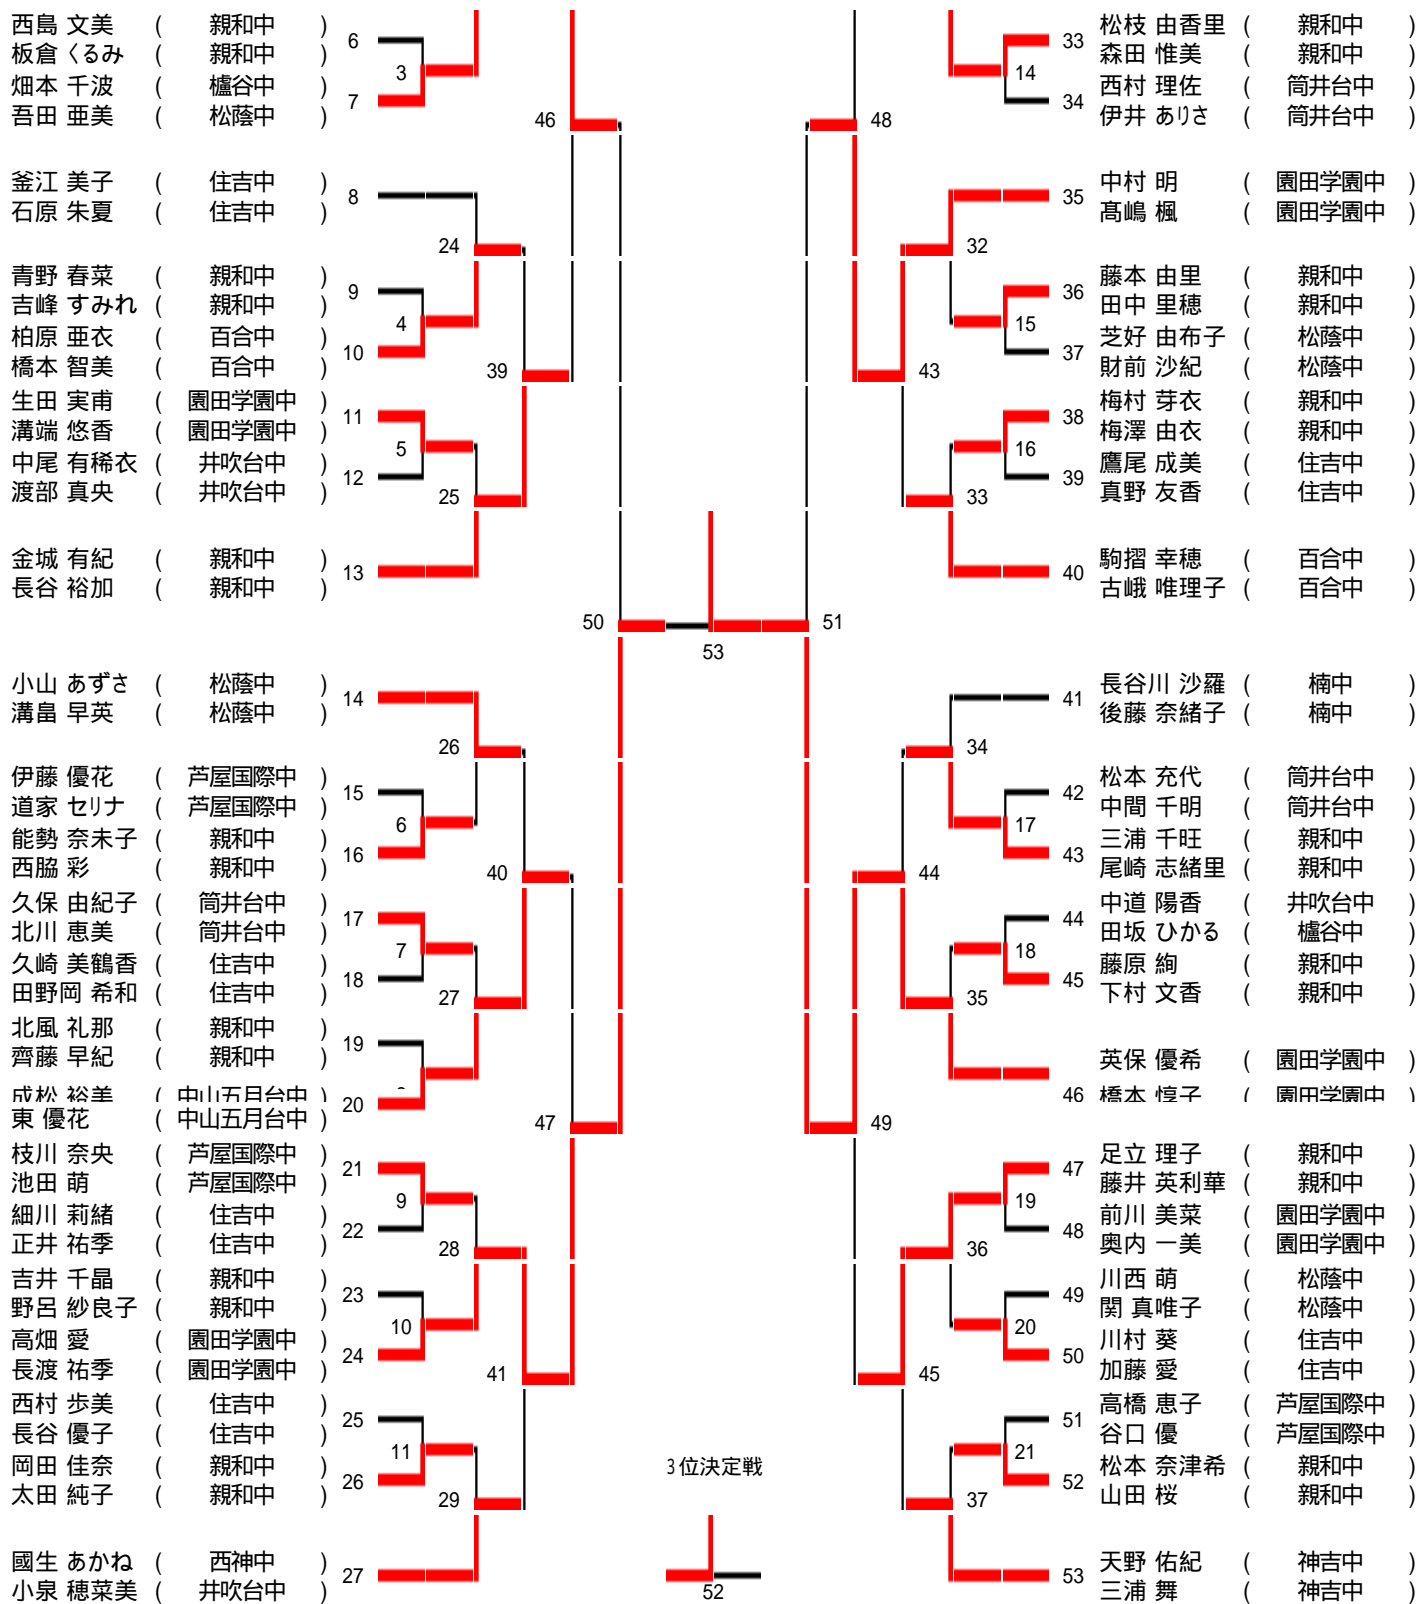 西島 文美 ( 親和中 ) 6
板倉 くるみ ( 親和中 )
3
畑本 千波 ( 櫨谷中 ) 7
吾田 亜美 ( 松蔭中 )
46
釜江 美子 ( 住吉中 ) 8
石原 朱夏 ( 住吉中 )
24
青野 春菜 ( 親和中 ) 9
吉峰 すみれ ( 親和中 )
4
柏原 亜衣 ( 百合中 ) 10
橋本 智美 ( 百合中 )
39
生田 実甫 ( 園田学園中 ) 11
溝端 悠香 ( 園田学園中 )
5
中尾 有稀衣 ( 井吹台中 ) 12
渡部 真央 ( 井吹台中 )
25
金城 有紀 ( 親和中 ) 13
長谷 裕加 ( 親和中 )
50
53
51
小山 あずさ ( 松蔭中 ) 14
溝畠 早英 ( 松蔭中 )
26
伊藤 優花 ( 芦屋国際中 ) 15
道家 セリナ ( 芦屋国際中 )
6
能勢 奈未子 ( 親和中 ) 16
西脇 彩 ( 親和中 )
40
久保 由紀子 ( 筒井台中 ) 17
北川 恵美 ( 筒井台中 )
7
久崎 美鶴香 ( 住吉中 ) 18
田野岡 希和 ( 住吉中 )
27
北風 礼那 ( 親和中 ) 19
齊藤 早紀 ( 親和中 )
成松 裕美 ( 中山五月台中 ) 20
東 優花 ( 中山五月台中 )
47
枝川 奈央 ( 芦屋国際中 ) 21
池田 萌 ( 芦屋国際中 )
9
細川 莉緒 ( 住吉中 ) 22
正井 祐季 ( 住吉中 )
28
吉井 千晶 ( 親和中 ) 23
野呂 紗良子 ( 親和中 )
10
高畑 愛 ( 園田学園中 ) 24
長渡 祐季 ( 園田学園中 )
41
西村 歩美 ( 住吉中 ) 25
長谷 優子 ( 住吉中 )
11
岡田 佳奈 ( 親和中 ) 26
太田 純子 ( 親和中 )
29
國生 あかね ( 西神中 ) 27
小泉 穂菜美 ( 井吹台中 )
3位決定戦
52
33 松枝 由香里 ( 親和中 )
森田 惟美 ( 親和中 )
14
34 西村 理佐 ( 筒井台中 )
伊井 ありさ ( 筒井台中 )
48
35 中村 明 ( 園田学園中 )
髙嶋 楓 ( 園田学園中 )
32
36 藤本 由里 ( 親和中 )
田中 里穂 ( 親和中 )
15
37 芝好 由布子 ( 松蔭中 )
財前 沙紀 ( 松蔭中 )
43
38 梅村 芽衣 ( 親和中 )
梅澤 由衣 ( 親和中 )
16
39 鷹尾 成美 ( 住吉中 )
真野 友香 ( 住吉中 )
33
40 駒摺 幸穂 ( 百合中 )
古峨 唯理子 ( 百合中 )
41 長谷川 沙羅 ( 楠中 )
後藤 奈緒子 ( 楠中 )
34
42 松本 充代 ( 筒井台中 )
中間 千明 ( 筒井台中 )
17
43 三浦 千旺 ( 親和中 )
尾崎 志緒里 ( 親和中 )
44
44 中道 陽香 ( 井吹台中 )
田坂 ひかる ( 櫨谷中 )
18
45 藤原 絢 ( 親和中 )
下村 文香 ( 親和中 )
35
英保 優希 ( 園田学園中 )
46 橋本 惇子 ( 園田学園中 )
49
47 足立 理子 ( 親和中 )
藤井 英利華 ( 親和中 )
19
48 前川 美菜 ( 園田学園中 )
奥内 一美 ( 園田学園中 )
36
49 川西 萌 ( 松蔭中 )
関 真唯子 ( 松蔭中 )
20
50 川村 葵 ( 住吉中 )
加藤 愛 ( 住吉中 )
45
51 高橋 恵子 ( 芦屋国際中 )
谷口 優 ( 芦屋国際中 )
21
52 松本 奈津希 ( 親和中 )
山田 桜 ( 親和中 )
37
53 天野 佑紀 ( 神吉中 )
三浦 舞 ( 神吉中 )